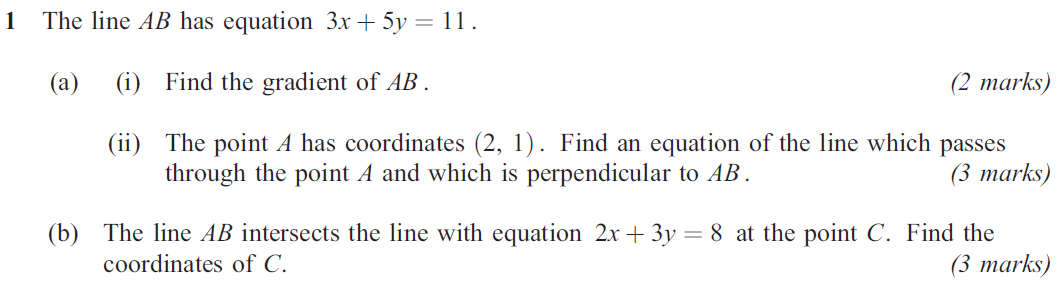 1 The line AB has equation 3x + 5y = 11.
(a) (i) Find the gradient of AB. (2 marks)
(ii) The point A has coordinates (2, 1). Find an equation of the line which passes
through the point A and which is perpendicular to AB. (3 marks)
(b) The line AB intersects the line with equation 2x + 3y = 8 at the point C. Find the
coordinates of C. (3 marks)